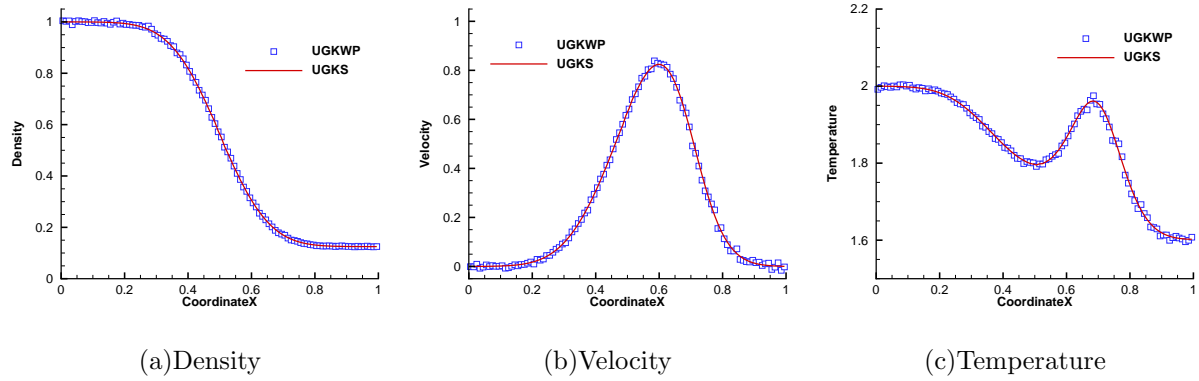 Density
1
0.8
0.6
0.4
0.2
0
0
0.2
0.4
0.6
0.8
1
CoordinateX
UGKWP
UGKS
(a)Density
Velocity
1
0.8
0.6
0.4
0.2
0
0
0.2
0.4
0.6
0.8
1
CoordinateX
UGKWP
UGKS
(b)Velocity
Temperature
2.2
2
1.8
1.6
0
0.2
0.4
0.6
0.8
1
CoordinateX
UGKWP
UGKS
(c)Temperature